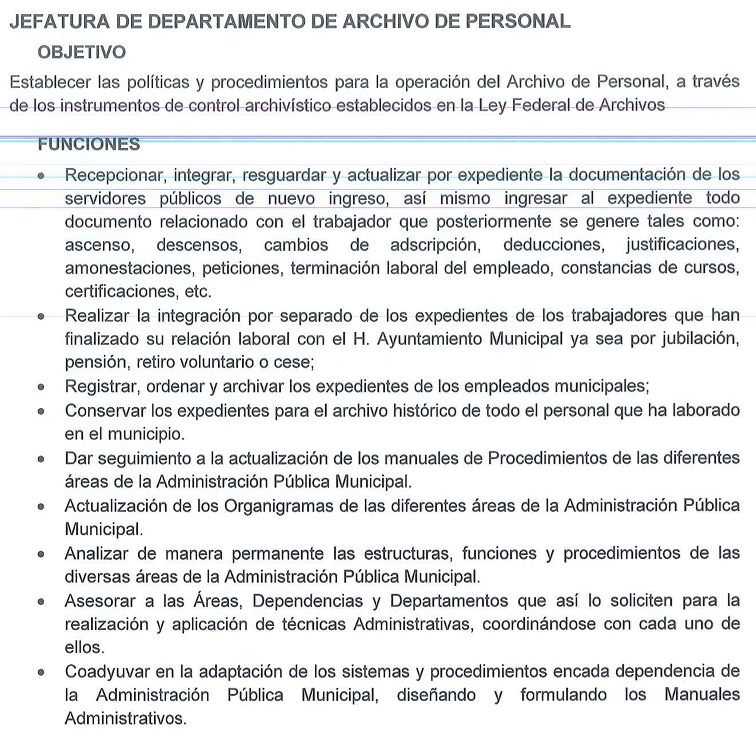 JEFATURA DE DEPARTAMENTO DE ARCHIVO DE PERSONAL
OBJETIVO
Establecer las políticas y procedimientos para la operación del Archivo de Personal, a través
de los instrumentos de control archivístico establecidos en la Ley Federal de Archivos
FUNCIONES
• Recepcionar, integrar, resguardar y actualizar por expediente la documentación de los
servidores públicos de nuevo ingreso, así mismo ingresar al expediente todo
documento relacionado con el trabajador que posteriormente se genere tales como:
ascenso, descensos, cambios de adscripción, deducciones, justificaciones,
amonestaciones, peticiones, terminación laboral del empleado, constancias de cursos,
certificaciones, etc.
• Realizar la integración por separado de los expedientes de los trabajadores que han
finalizado su relación laboral con el H. Ayuntamiento Municipal ya sea por jubilación,
pensión, retiro voluntario o cese;
• Registrar, ordenar y archivar los expedientes de los empleados municipales;
• Conservar los expedientes para el archivo histórico de todo el personal que ha laborado
en el municipio.
• Dar seguimiento a la actualización de los manuales de Procedimientos de las diferentes
áreas de la Administración Pública Municipal.
• Actualización de los Organigramas de las diferentes áreas de la Administración Pública
Municipal.
• Analizar de manera permanente las estructuras, funciones y procedimientos de las
diversas áreas de la Administración Pública Municipal.
• Asesorar a las Áreas, Dependencias y Departamentos que así lo soliciten para la
realización y aplicación de técnicas Administrativas, coordinándose con cada uno de
ellos.
• Coadyuvar en la adaptación de los sistemas y procedimientos encada dependencia de
la Administración Pública Municipal, diseñando y formulando los Manuales
Administrativos.